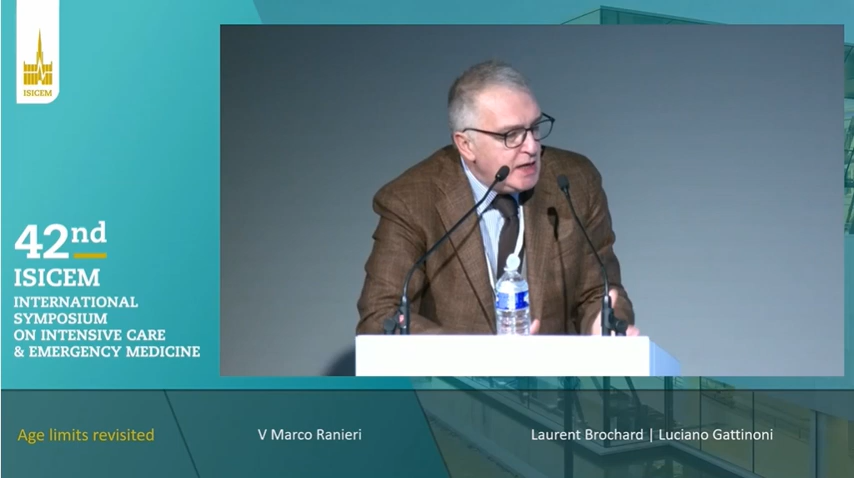 ISICEM
42nd
ISICEM
INTERNATIONAL
SYMPOSIUM
ON INTENSIVE CARE
& EMERGENCY MEDICINE
Age limits revisited
V Marco Ranieri
Laurent Brochard | Luciano Gattinoni